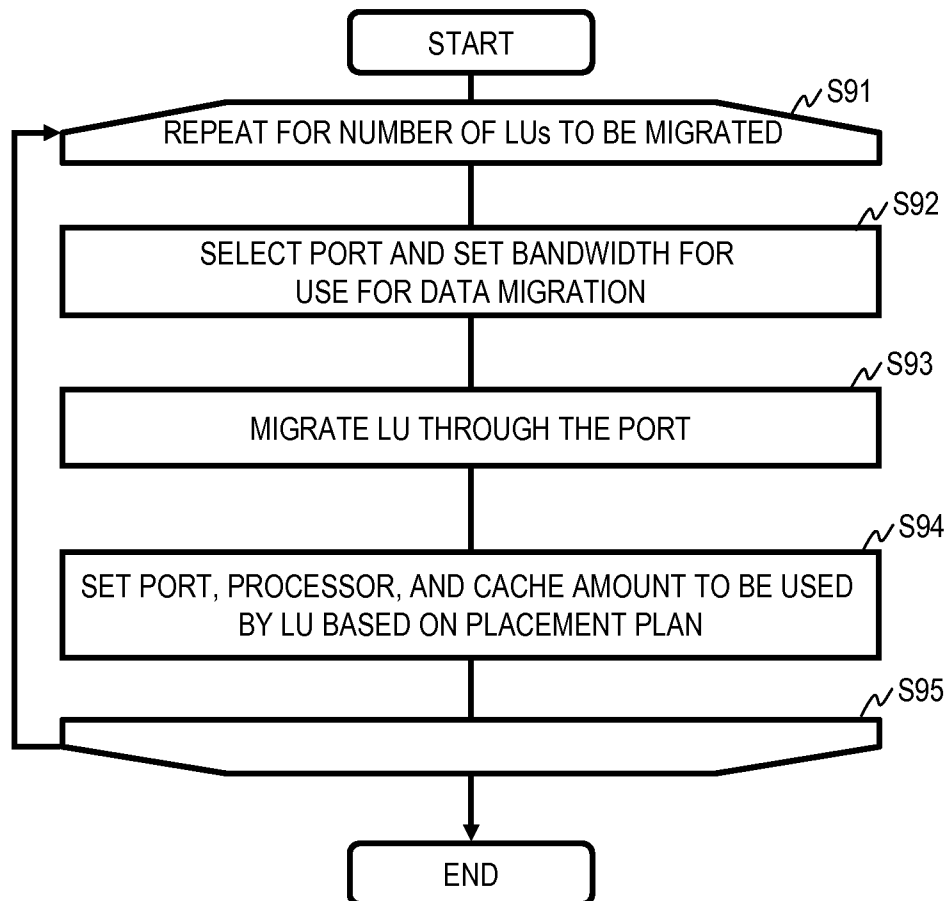 START
S91
REPEAT FOR NUMBER OF LUs TO BE MIGRATED
S92
SELECT PORT AND SET BANDWIDTH FOR
USE FOR DATA MIGRATION
S93
MIGRATE LU THROUGH THE PORT
S94
SET PORT, PROCESSOR, AND CACHE AMOUNT TO BE USED
BY LU BASED ON PLACEMENT PLAN
S95
END